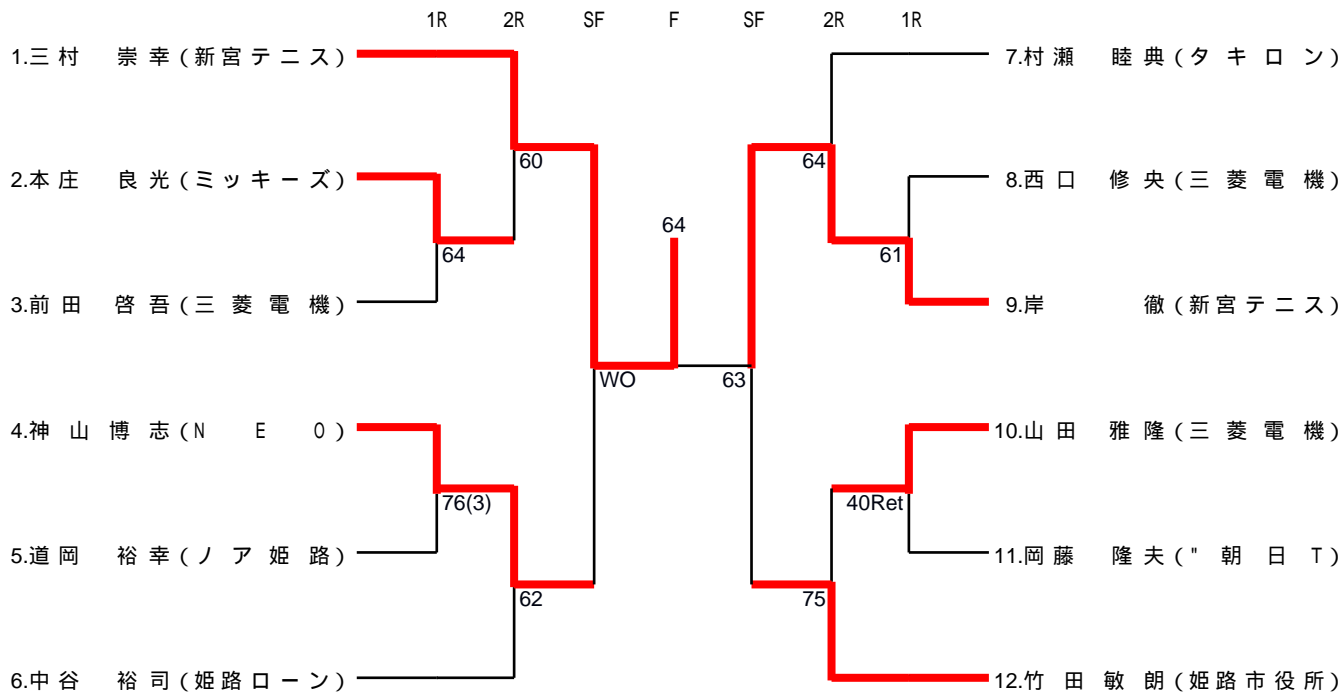 1R 2R SF F SF 2R 1R
1.三村 崇幸(新宮テニス)
7.村瀬 睦典(タキロン)
60
64
2.本庄 良光(ミッキーズ)
8.西口 修央(三菱電機)
64
64
61
3.前田 啓吾(三菱電機)
9.岸 徹(新宮テニス)
WO
63
4.神山博志(N E O)
10.山田 雅隆(三菱電機)
76(3)
40Ret
5.道岡 裕幸(ノア姫路)
11.岡藤 隆夫("朝日T)
62
75
6.中谷 裕司(姫路ローン)
12.竹田敏朗(姫路市役所)